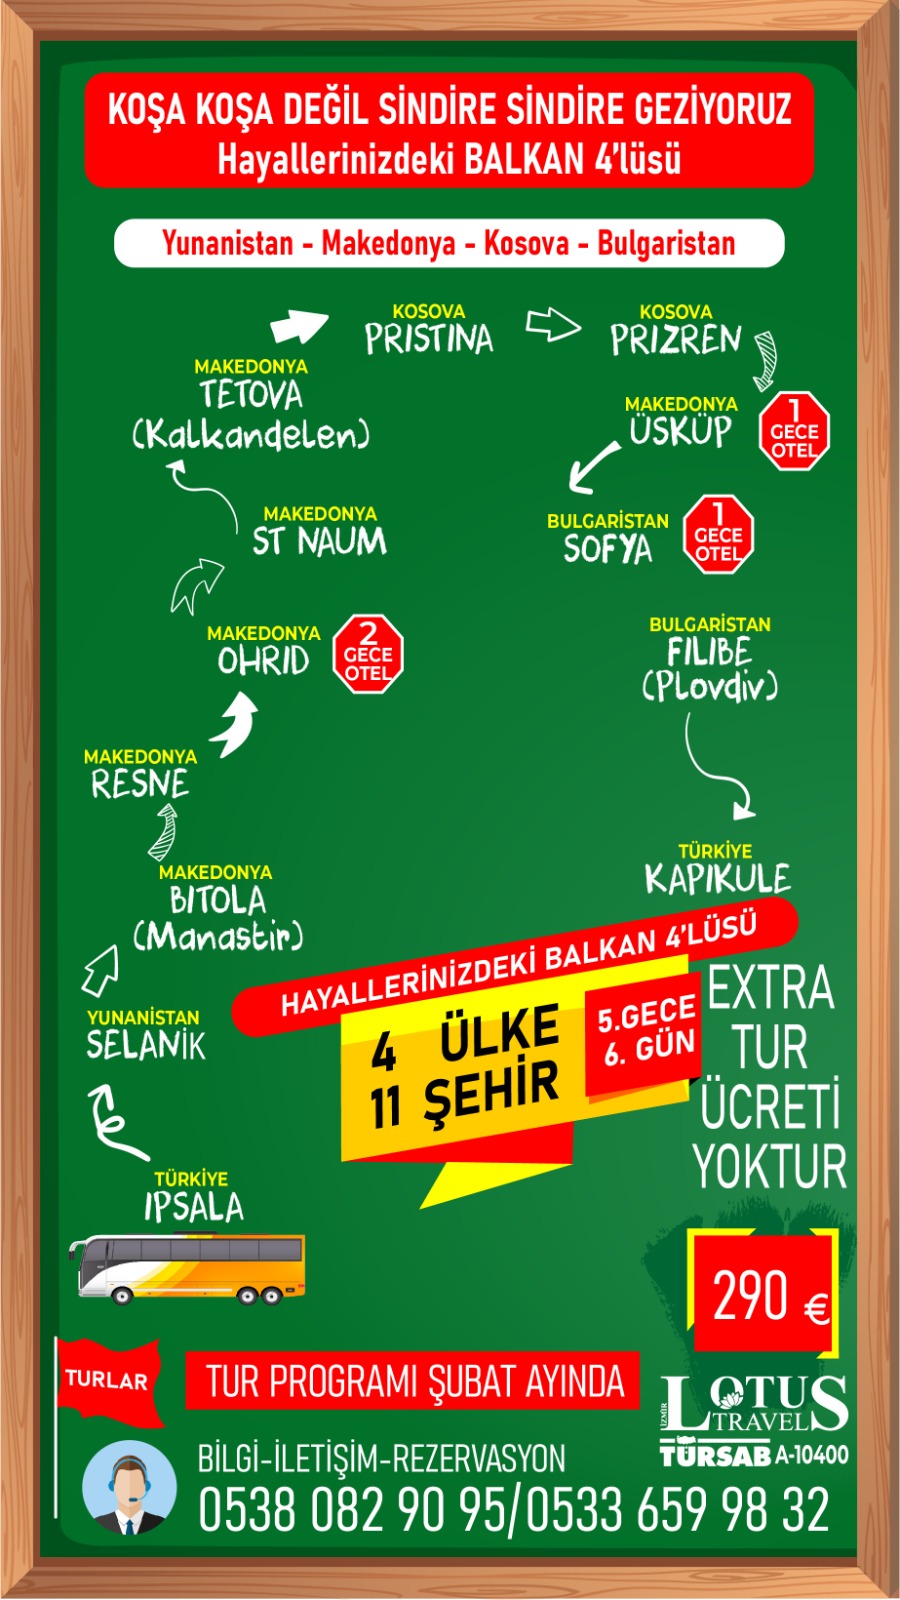 KOŞA KOŞA DEĞİL SİNDİRE SİNDİRE GEZİYORUZ
Hayallerinizdeki BALKAN 4’lüsü
Yunanistan - Makedonya - Kosova - Bulgaristan
KOSOVA
PRISTINA
KOSOVA
PRIZREN
MAKEDONYA
TETOVA
(Kalkandelen)
MAKEDONYA
ÜSKÜP
1
GECE
OTEL
MAKEDONYA
ST NAUM
BULGARİSTAN
SOFYA
1
GECE
OTEL
MAKEDONYA
OHRID
2
GECE
OTEL
BULGARİSTAN
FILIBE
(Plovdiv)
MAKEDONYA
RESNE
MAKEDONYA
BITOLA
(Manastir)
TÜRKİYE
KAPIKULE
YUNANİSTAN
SELANİK
HAYALLERİNİZDEKİ BALKAN 4’LÜSÜ
4 ÜLKE
11 ŞEHİR
5.GECE
6. GÜN
EXTRA
TUR
ÜCRETİ
YOKTUR
TÜRKİYE
IPSALA
290 €
TURLAR
TUR PROGRAMI ŞUBAT AYINDA
İZMİR
LOTUS
TRAVEL
TÜRSAB A-10400
BİLGİ-İLETİŞİM-REZERVASYON
0538 082 90 95/0533 659 98 32